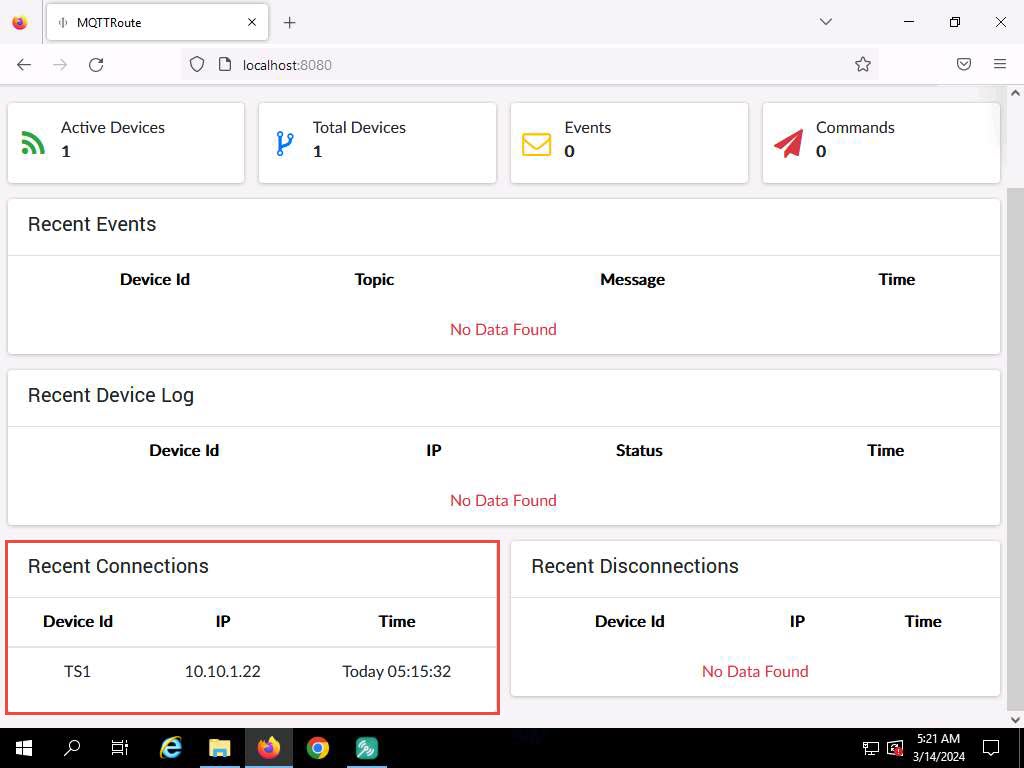 MQTTRoute
localhost:8080
Active Devices
1
Total Devices
1
Events
0
Commands
0
Recent Events
Device Id Topic Message Time
No Data Found
Recent Device Log
Device Id IP Status Time
No Data Found
Recent Connections
Device Id IP Time
TS1 10.10.1.22 Today 05:15:32
Recent Disconnections
Device Id IP Time
No Data Found
5:21 AM
3/14/2024